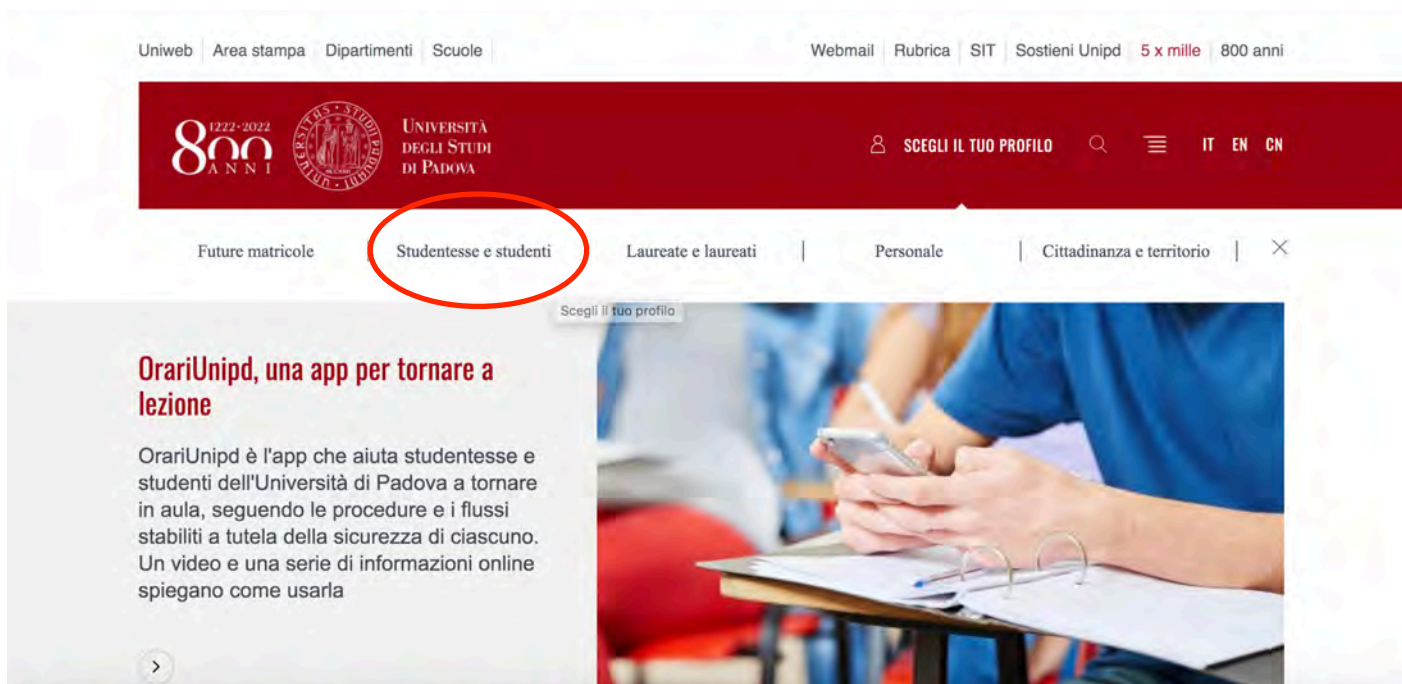 Uniweb Area stampa Dipartimenti Scuole
Webmail Rubrica SIT Sostieni Unipd 5 x mille 800 anni
1222-2022
800
ANNI
UNIVERSITÀ
DEGLI STUDI
DI PADOVA
SCEGLI IL TUO PROFILO
IT EN CN
Future matricole | Studentesse e studenti Laureate e laureati | Personale | Cittadinanza e territorio |
Scegli il tuo profilo
OrariUnipd, una app per tornare a
lezione
OrariUnipd è l'app che aiuta studentesse e
studenti dell'Università di Padova a tornare
in aula, seguendo le procedure e i flussi
stabiliti a tutela della sicurezza di ciascuno.
Un video e una serie di informazioni online
spiegano come usarla